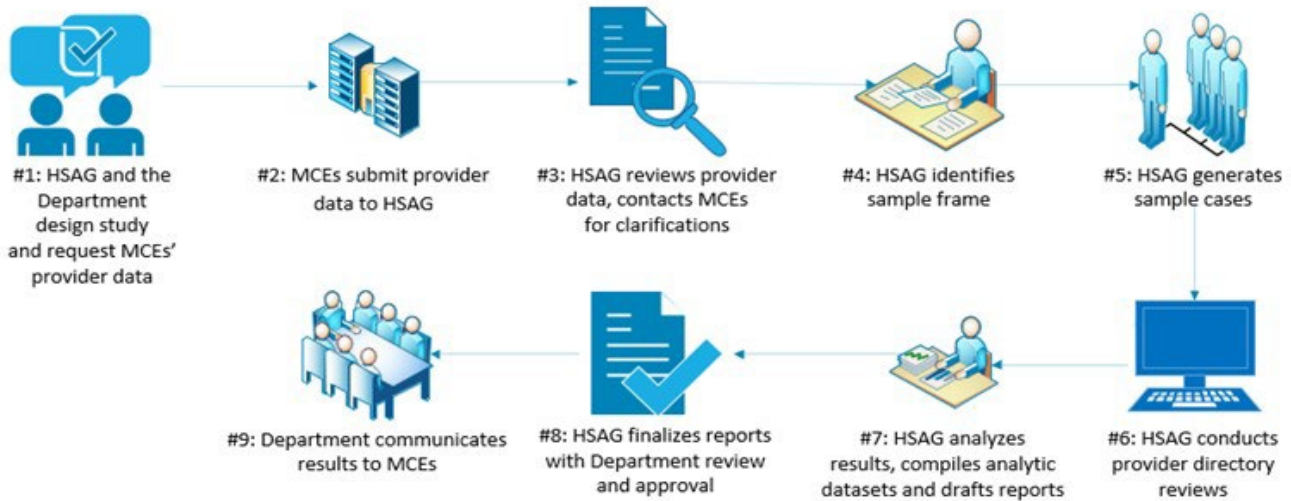 #1: HSAG and the
Department
design study
and request MCEs'
provider data
#2: MCEs submit provider
data to HSAG
#3: HSAG reviews provider
data, contacts MCEs
for clarifications
#4: HSAG identifies
sample frame
#5: HSAG generates
sample cases
#6: HSAG conducts
provider directory
reviews
#7: HSAG analyzes
results, compiles analytic
datasets and drafts reports
#8: HSAG finalizes reports
with Department review
and approval
#9: Department communicates
results to MCEs